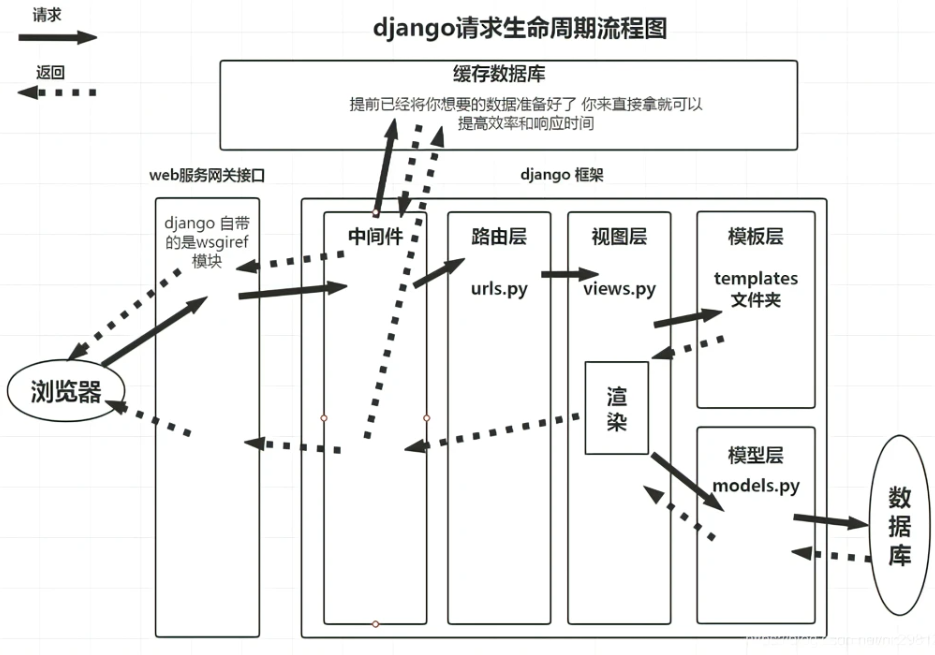 请求
django请求生命周期流程图
返回
缓存数据库
提前已经将你想要的数据准备好了 你来直接拿就可以
提高效率和响应时间
web服务网关接口
django 框架
django 自带
的是wsgiref
模块
中间件
路由层
urls.py
视图层
views.py
模板层
templates
文件夹
浏览器
渲
染
模型层
models.py
数
据
库